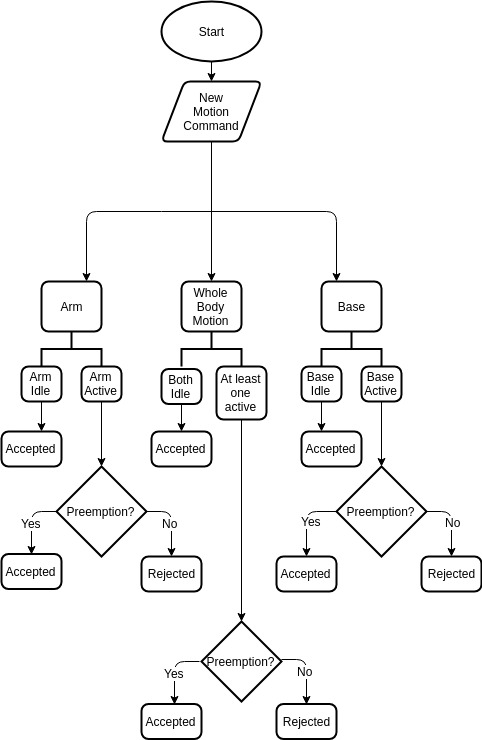 Start
New
Motion
Command
Arm
Whole
Body
Motion
Base
Arm
Idle
Arm
Active
Both
Idle
At least
one
active
Base
Idle
Base
Active
Accepted
Accepted
Accepted
Preemption?
Preemption?
Yes
No
Yes
No
Accepted
Rejected
Accepted
Rejected
Preemption?
Yes
No
Accepted
Rejected